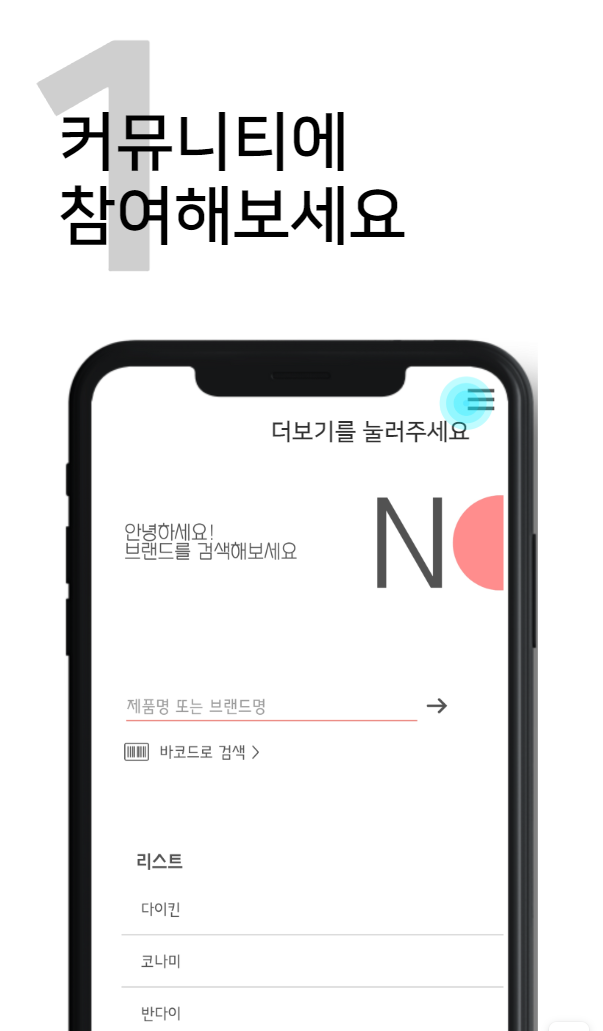 1
커뮤니티에
참여해보세요
더보기를 눌러주세요
안녕하세요!
브랜드를 검색해보세요
N
제품명 또는 브랜드명
바코드로 검색 >
리스트
다이킨
코나미
반다이